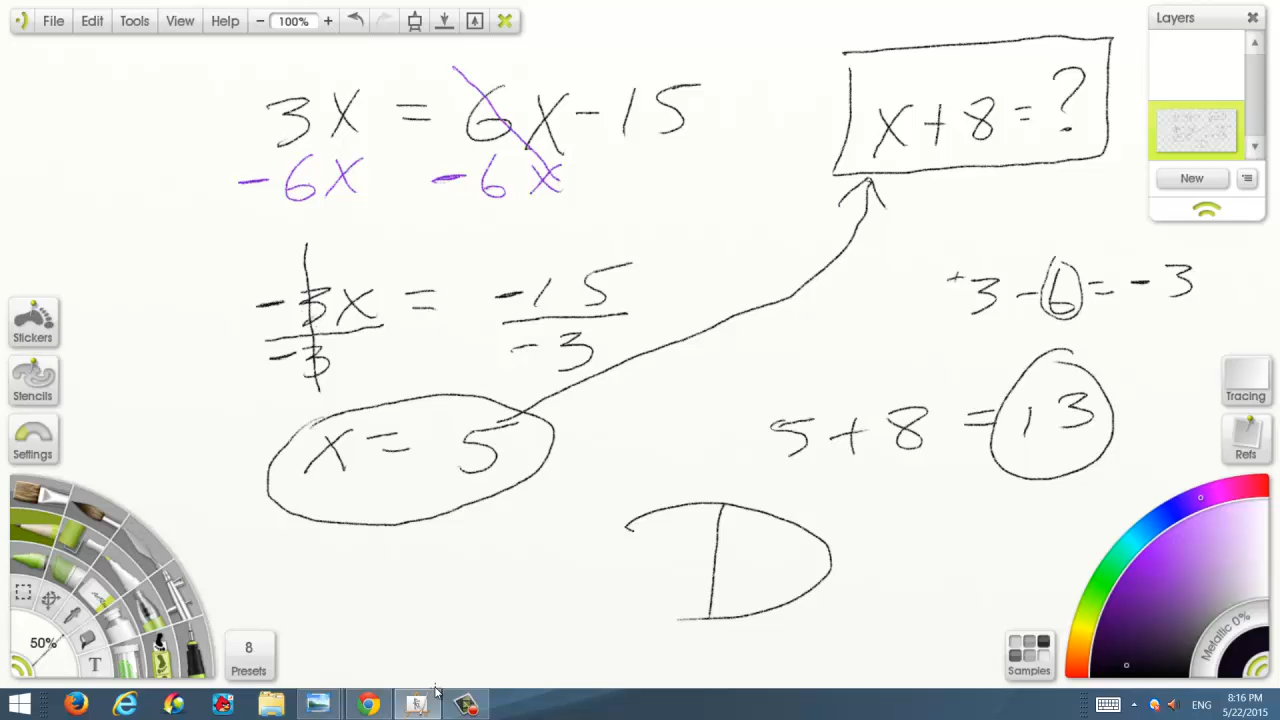 File Edit Tools View Help − 100% +
Layers
3x = 6x - 15
x + 8 = ?
-6x -6x
New
+3 - 6 = -3
-3x = -15
-3 -3
Stickers
Stencils
Settings
Tracing
Refs
5 + 8 = 13
x = 5
D
50%
T
8
Presets
Metallic 0%
Samples
ENG
8:16 PM
5/22/2015